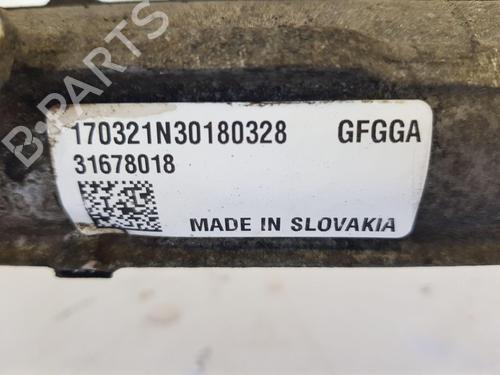 170321N30180328 GFGGA
31678018
MADE IN SLOVAKIA
B-PARTS